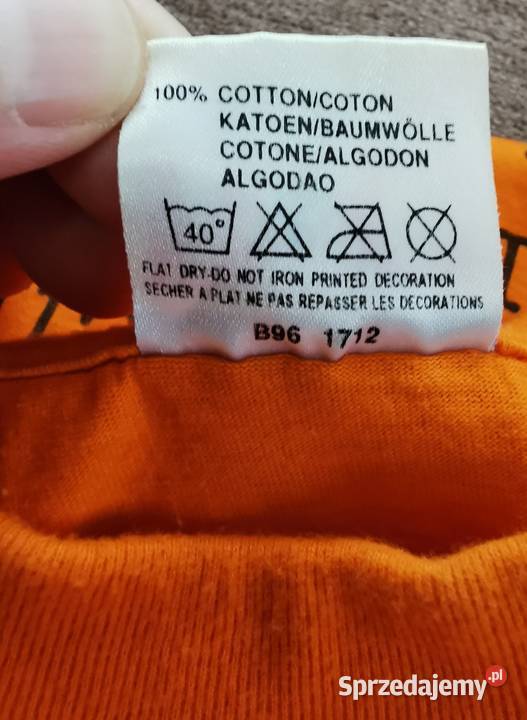 100% COTTON/COTON
KATOEN/BAUMWÖLLE
COTONE/ALGODON
ALGODAO
40°
FLAT DRY-DO NOT IRON PRINTED DECORATION
SECHER A PLAT NE PAS REPASSER LES DECORATIONS
B96 1712
Sprzedajemy.pl